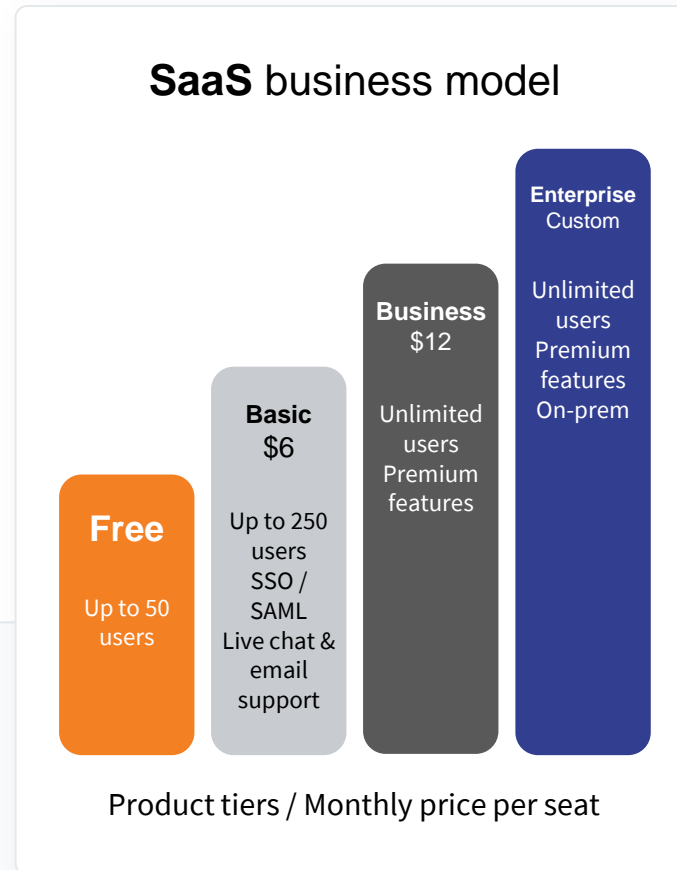 SaaS business model
Free
Up to 50
users
Basic
$6
Up to 250
users
SSO /
SAML
Live chat &
email
support
Business
$12
Unlimited
users
Premium
features
Enterprise
Custom
Unlimited
users
Premium
features
On-prem
Product tiers / Monthly price per seat